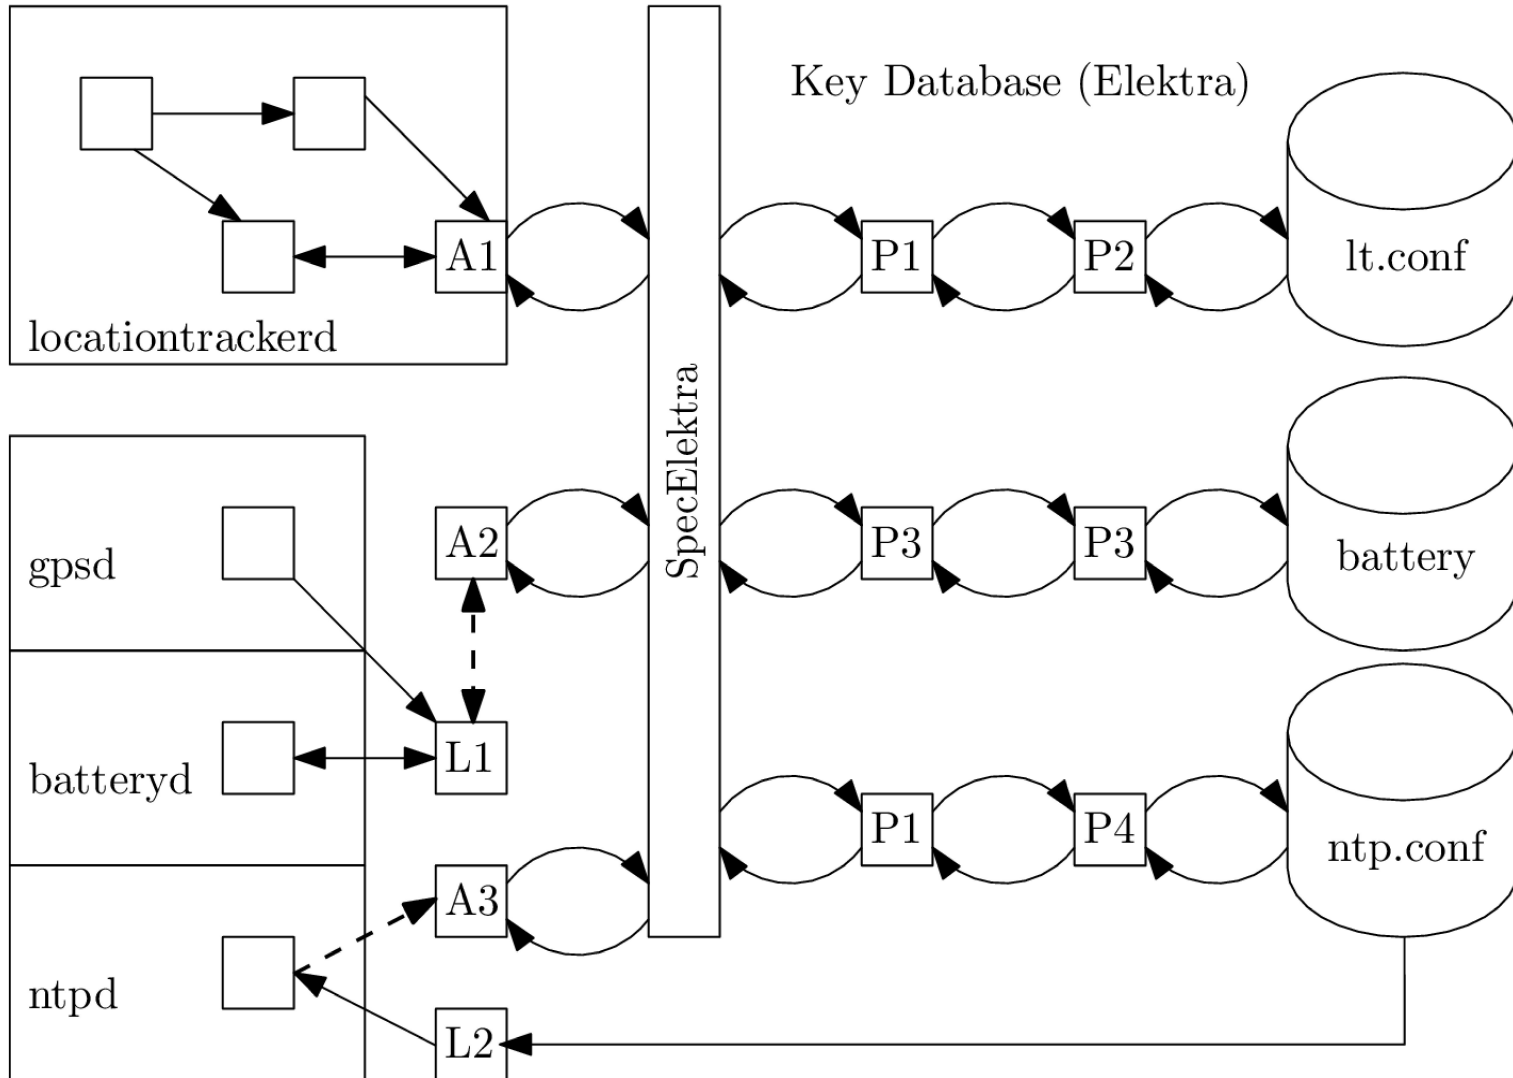 Key Database (Elektra)
A1
P1
P2
lt.conf
locationtrackerd
SpecElektra
gpsd
A2
P3
P3
battery
batteryd
L1
P1
P4
ntp.conf
A3
ntpd
L2